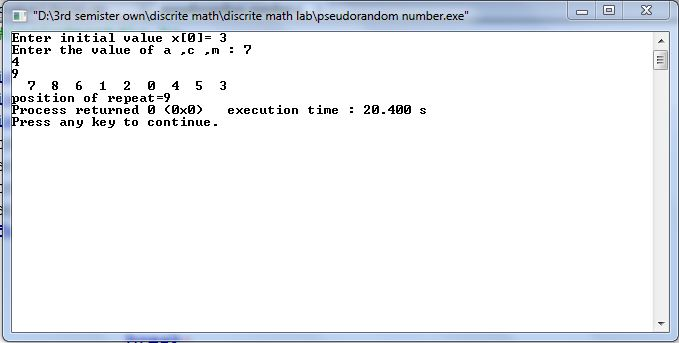 "D:\3rd semister own\discrite math\discrite math lab\pseudorandom number.exe"
Enter initial value x[0]= 3
Enter the value of a ,c ,m : 7
4
9
7 8 6 1 2 0 4 5 3
position of repeat=9
Process returned 0 (0x0) execution time : 20.400 s
Press any key to continue.